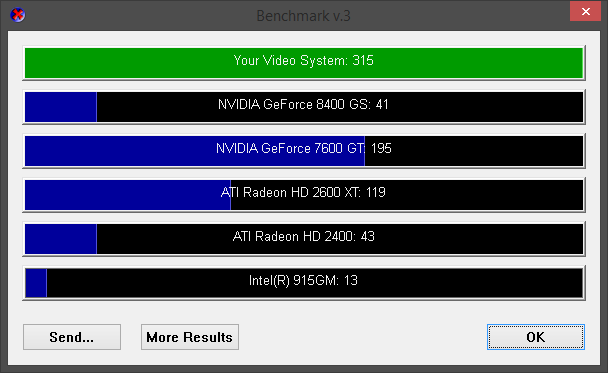 Benchmark v.3
Your Video System: 315
NVIDIA GeForce 8400 GS: 41
NVIDIA GeForce 7600 GT: 195
ATI Radeon HD 2600 XT: 119
ATI Radeon HD 2400: 43
Intel(R) 915GM: 13
Send... More Results OK